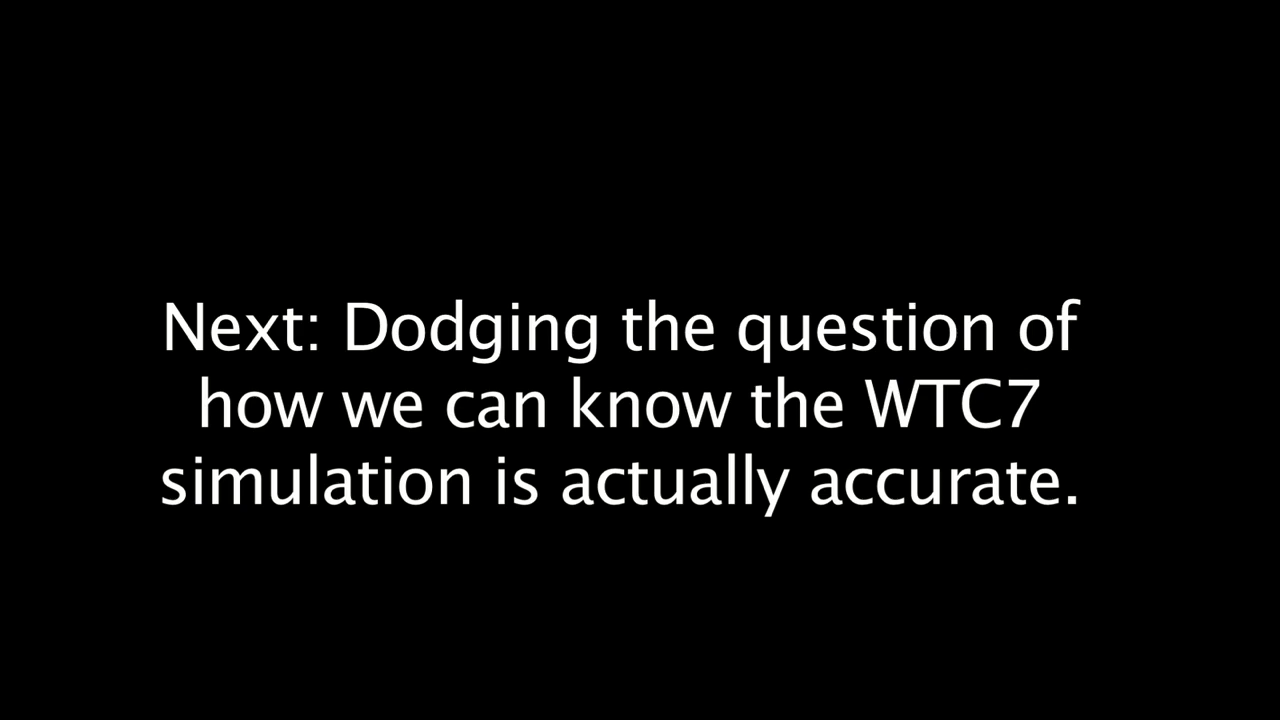 Next: Dodging the question of
how we can know the WTC7
simulation is actually accurate.